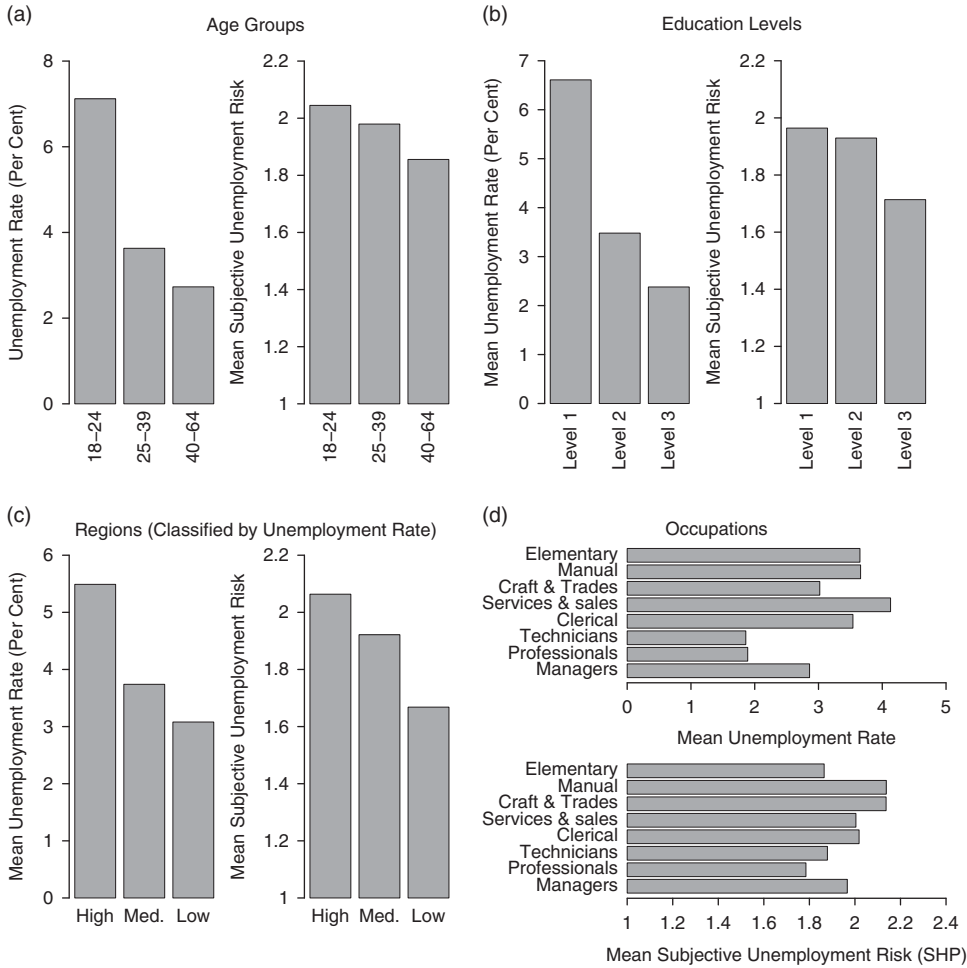 (a)
Age Groups
Unemployment Rate (Per Cent)
8
6
4
2
0
18–24
25–39
40–64
Mean Subjective Unemployment Risk
2.2
2
1.8
1.6
1.4
1.2
1
18–24
25–39
40–64
(b)
Education Levels
Mean Unemployment Rate (Per Cent)
7
6
5
4
3
2
1
0
Level 1
Level 2
Level 3
Mean Subjective Unemployment Risk
2.2
2
1.8
1.6
1.4
1.2
1
Level 1
Level 2
Level 3
(c)
Regions (Classified by Unemployment Rate)
Mean Unemployment Rate (Per Cent)
6
5
4
3
2
1
0
High Med. Low
Mean Subjective Unemployment Risk
2.2
2
1.8
1.6
1.4
1.2
1
High Med. Low
(d)
Occupations
Elementary
Manual
Craft & Trades
Services & sales
Clerical
Technicians
Professionals
Managers
0 1 2 3 4 5
Mean Unemployment Rate
Elementary
Manual
Craft & Trades
Services & sales
Clerical
Technicians
Professionals
Managers
1 1.2 1.4 1.6 1.8 2 2.2 2.4
Mean Subjective Unemployment Risk (SHP)